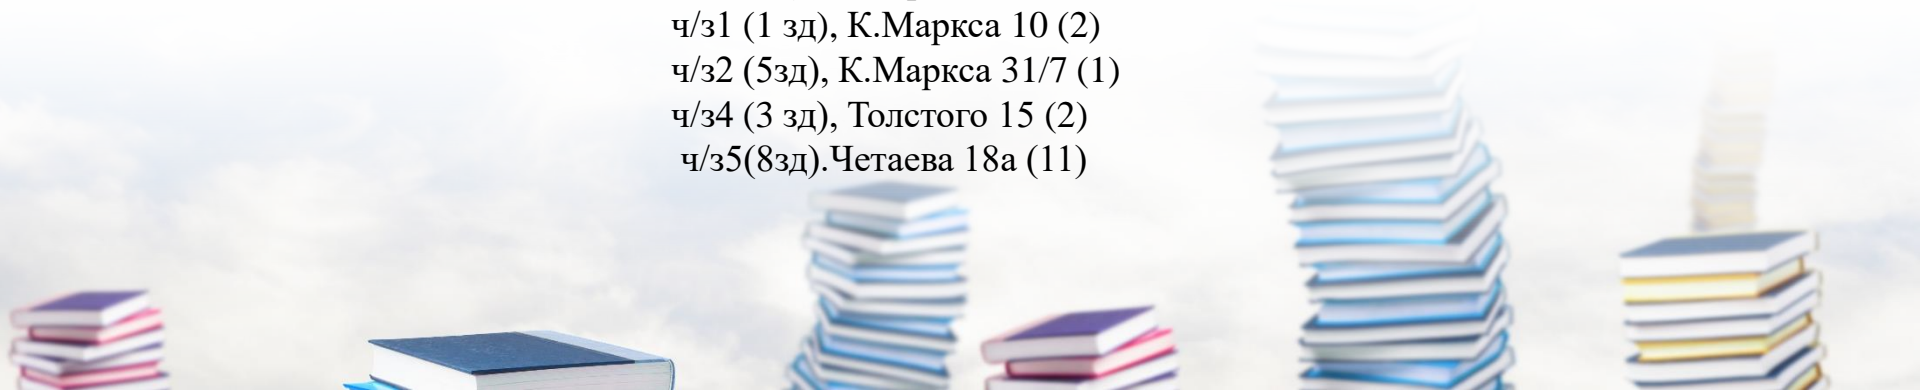 ч/з1 (1 зд), К.Маркса 10 (2)
ч/з2 (5зд), К.Маркса 31/7 (1)
ч/з4 (3 зд), Толстого 15 (2)
ч/з5(8зд).Четаева 18а (11)